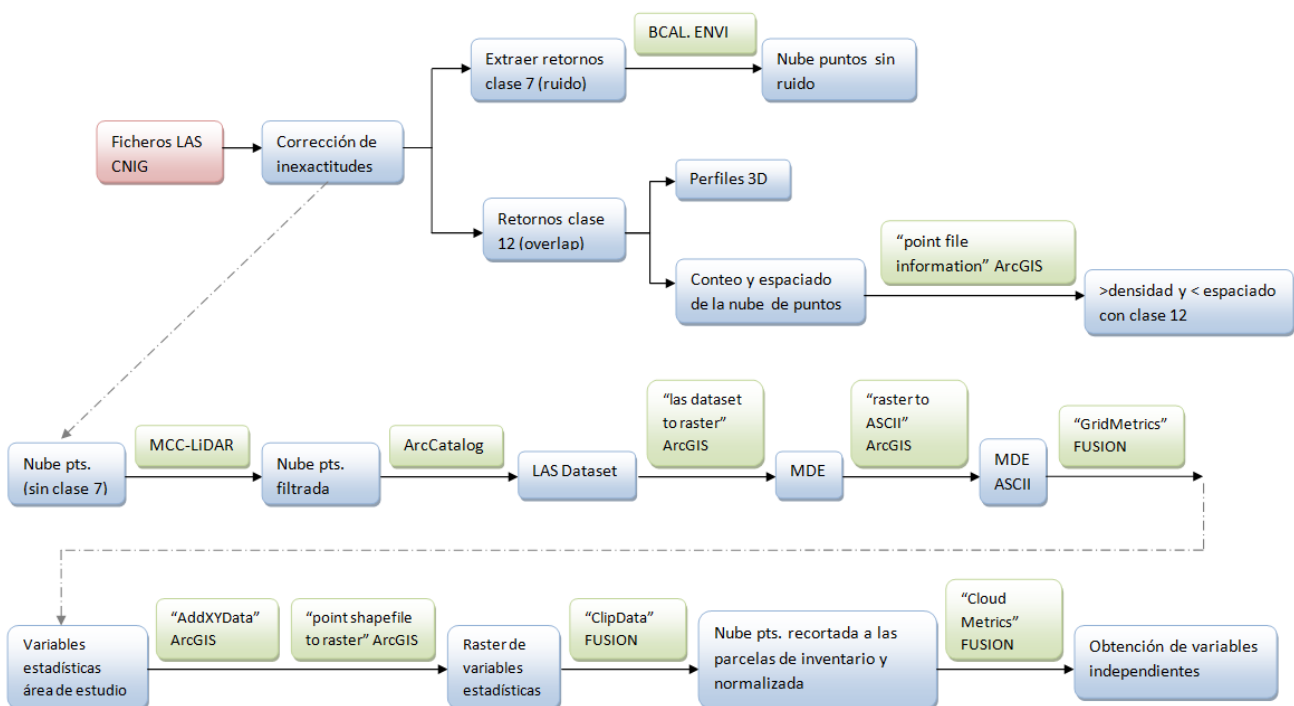 BCAL. ENVI
Extraer retornos
clase 7 (ruido)
Nube puntos sin
ruido
Ficheros LAS
CNIG
Corrección de
inexactitudes
Perfiles 3D
Retornos clase
12 (overlap)
“point file
information” ArcGIS
Conteo y espaciado
de la nube de puntos
>densidad y < espaciado
con clase 12
Nube pts.
(sin clase 7)
MCC-LiDAR
Nube pts.
filtrada
ArcCatalog
LAS Dataset
“las dataset
to raster”
ArcGIS
MDE
“raster to
ASCII”
ArcGIS
MDE
ASCII
“GridMetrics”
FUSION
Variables
estadísticas
área de estudio
“AddXYData”
ArcGIS
“point shapefile
to raster” ArcGIS
Raster de
variables
estadísticas
“ClipData”
FUSION
Nube pts. recortada a las
parcelas de inventario y
normalizada
“Cloud
Metrics”
FUSION
Obtención de variables
independientes